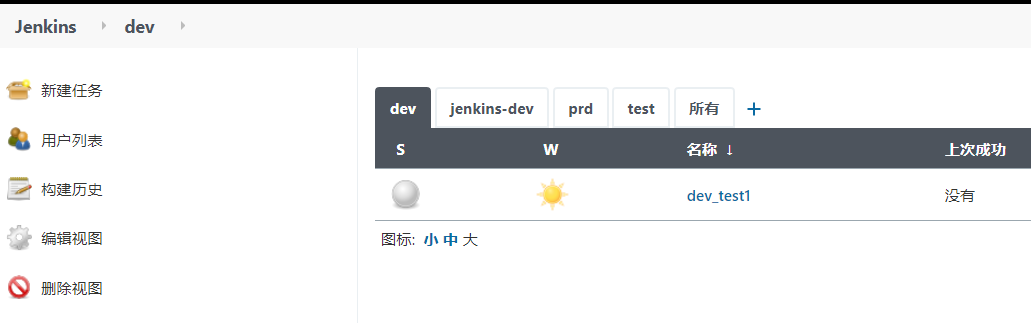 Jenkins dev
新建任务
用户列表
构建历史
编辑视图
删除视图
dev jenkins-dev prd test 所有 +
S W 名称 ↓ 上次成功
dev_test1 没有
图标: 小 中 大